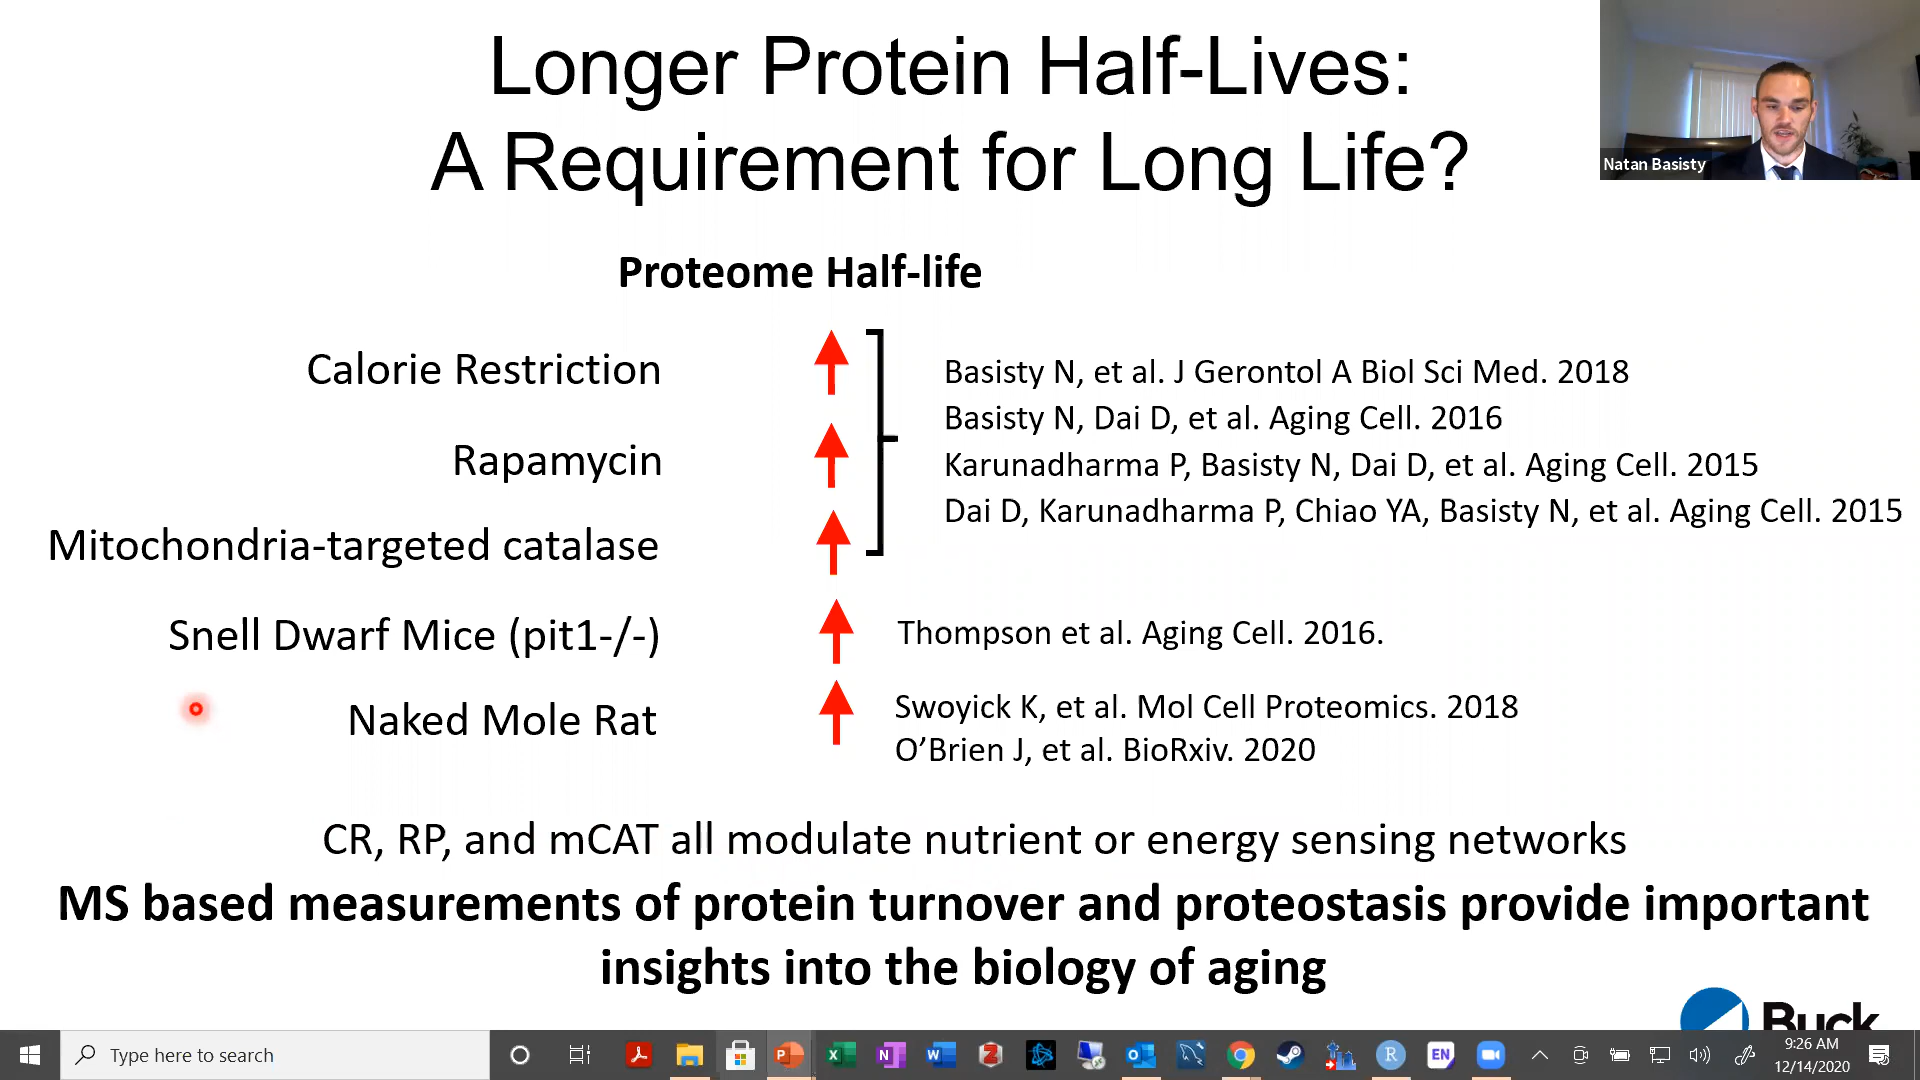 Longer Protein Half-Lives:
A Requirement for Long Life?
Natan Basisty
Proteome Half-life
Calorie Restriction
Basisty N, et al. J Gerontol A Biol Sci Med. 2018
Basisty N, Dai D, et al. Aging Cell. 2016
Rapamycin
Karunadharma P, Basisty N, Dai D, et al. Aging Cell. 2015
Dai D, Karunadharma P, Chiao YA, Basisty N, et al. Aging Cell. 2015
Mitochondria-targeted catalase
Snell Dwarf Mice (pit1-/-)
Thompson et al. Aging Cell. 2016.
Naked Mole Rat
Swoyick K, et al. Mol Cell Proteomics. 2018
O’Brien J, et al. BioRxiv. 2020
CR, RP, and mCAT all modulate nutrient or energy sensing networks
MS based measurements of protein turnover and proteostasis provide important
insights into the biology of aging
Buck
Type here to search
EN
9:26 AM
12/14/2020